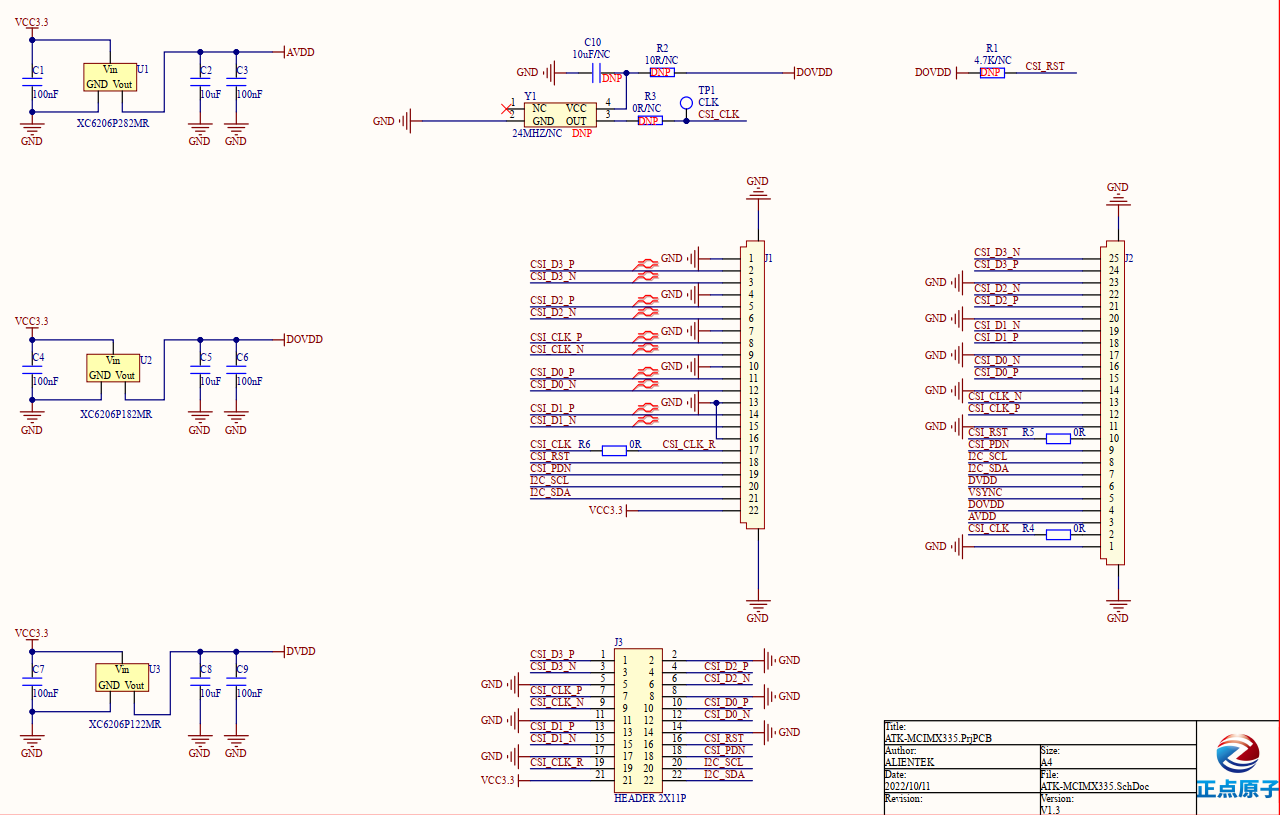 VCC3.3
C1
100nF
Vin
GND Vout
U1
XC6206P282MR
GND
C2
10uF
GND
C3
100nF
GND
AVDD
C10
10uF/NC
GND
DNP
R2
10R/NC
DNP
DOVDD
Y1
1
2
NC
GND
VCC
OUT
4
3
24MHZ/NC
DNP
GND
R3
0R/NC
DNP
TP1
CLK
CSI_CLK
R1
4.7K/NC
DOVDD
DNP
CSI_RST
VCC3.3
C4
100nF
Vin
GND Vout
U2
XC6206P182MR
GND
C5
10uF
GND
C6
100nF
GND
DOVDD
VCC3.3
C7
100nF
Vin
GND Vout
U3
XC6206P122MR
GND
C8
10uF
GND
C9
100nF
GND
DVDD
GND
J1
GND 1
CSI_D3_P 2
CSI_D3_N 3
GND 4
CSI_D2_P 5
CSI_D2_N 6
GND 7
CSI_CLK_P 8
CSI_CLK_N 9
GND 10
CSI_D0_P 11
CSI_D0_N 12
GND 13
CSI_D1_P 14
CSI_D1_N 15
16
CSI_CLK R6 0R CSI_CLK_R 17
CSI_RST 18
CSI_PDN 19
I2C_SCL 20
I2C_SDA 21
VCC3.3 22
GND
GND
J2
CSI_D3_N 25
CSI_D3_P 24
GND 23
CSI_D2_N 22
CSI_D2_P 21
GND 20
CSI_D1_N 19
CSI_D1_P 18
GND 17
CSI_D0_N 16
CSI_D0_P 15
GND 14
CSI_CLK_N 13
CSI_CLK_P 12
GND 11
CSI_RST R5 0R 10
CSI_PDN 9
I2C_SCL 8
I2C_SDA 7
DVDD 6
VSYNC 5
DOVDD 4
AVDD 3
CSI_CLK R4 0R 2
GND 1
GND
J3
CSI_D3_P 1 1 2 2 GND
CSI_D3_N 3 3 4 4 CSI_D2_P
GND 5 5 6 6 CSI_D2_N
CSI_CLK_P 7 7 8 8 GND
CSI_CLK_N 9 9 10 10 CSI_D0_P
GND 11 11 12 12 CSI_D0_N
CSI_D1_P 13 13 14 14 GND
CSI_D1_N 15 15 16 16 CSI_RST
GND 17 17 18 18 CSI_PDN
CSI_CLK_R 19 19 20 20 I2C_SCL
VCC3.3 21 21 22 22 I2C_SDA
HEADER 2X11P
Title:
ATK-MCIMX335.PrjPCB
Author:
ALIENTEK
Size:
A4
Date:
2022/10/11
File:
ATK-MCIMX335.SchDoc
Revision:
Version:
V1.3
正点原子